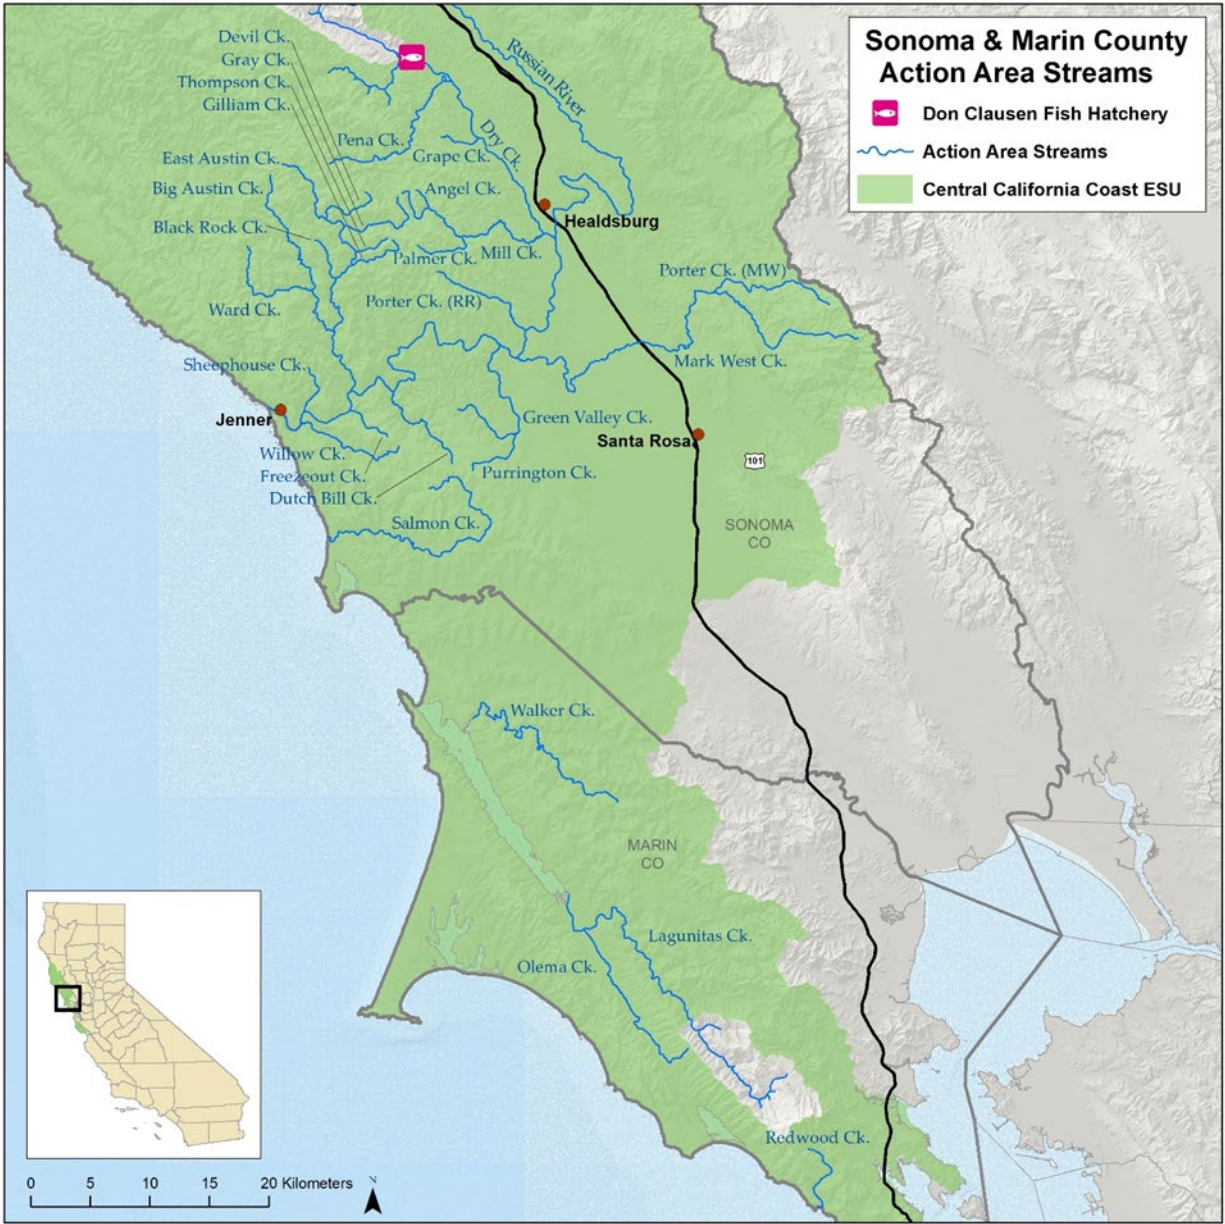 Sonoma & Marin County
Action Area Streams
Don Clausen Fish Hatchery
Action Area Streams
Central California Coast ESU
Devil Ck.
Gray Ck.
Thompson Ck.
Gilliam Ck.
Russian River
Pena Ck.
Dry Ck.
Grape Ck.
East Austin Ck.
Big Austin Ck.
Angel Ck.
Healdsburg
Black Rock Ck.
Palmer Ck.
Mill Ck.
Porter Ck. (MW)
Ward Ck.
Porter Ck. (RR)
Sheephouse Ck.
Mark West Ck.
Jenner
Green Valley Ck.
Santa Rosa
Willow Ck.
101
Freezeout Ck.
Purrington Ck.
Dutch Bill Ck.
Salmon Ck.
SONOMA
CO
Walker Ck.
MARIN
CO
Lagunitas Ck.
Olema Ck.
Redwood Ck.
0 5 10 15 20 Kilometers
N